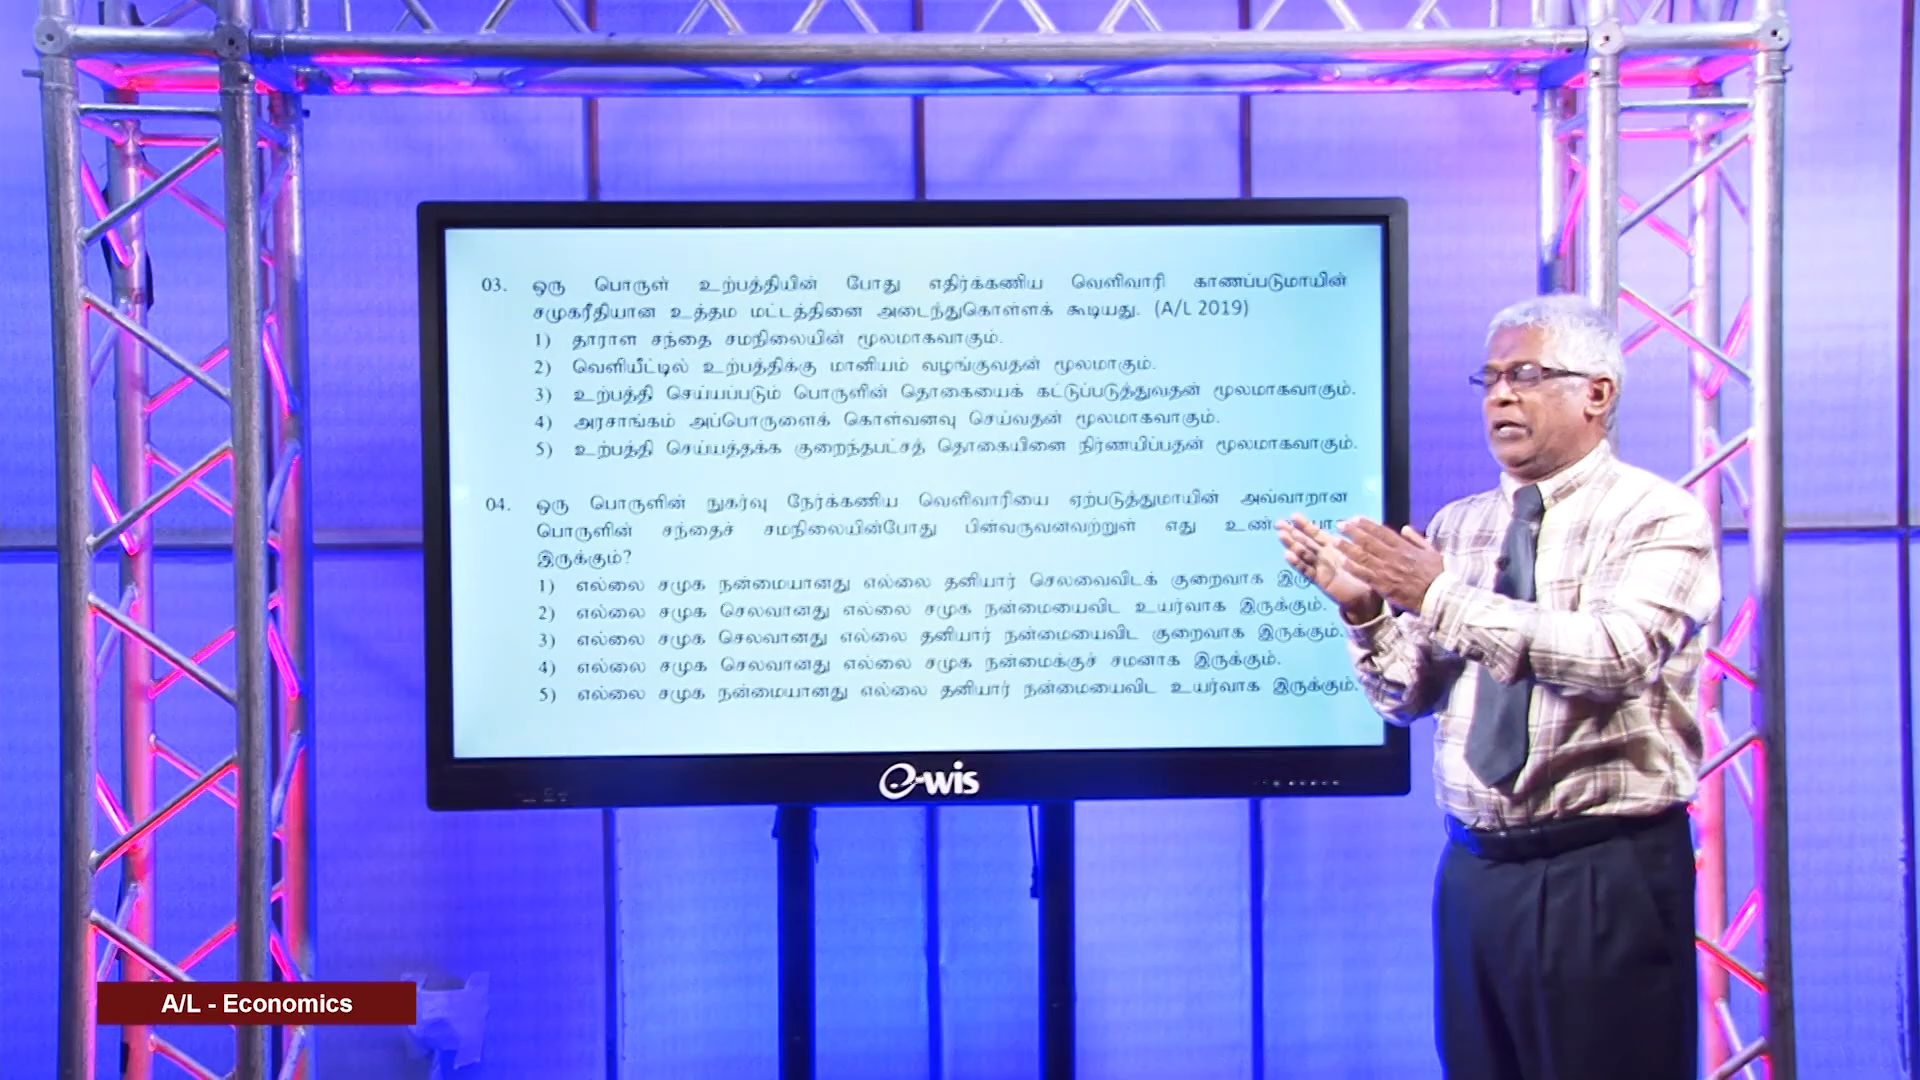 03. ஒரு பொருள் உற்பத்தியின் போது எதிர்க்கணிய வெளிவாரி காணப்படுமாயின்
சமுகரீதியான உத்தம மட்டத்தினை அடைந்துகொள்ளக் கூடியது. (A/L 2019)
1) தாராள சந்தை சமநிலையின் மூலமாகவாகும்.
2) வெளியீட்டில் உற்பத்திக்கு மானியம் வழங்குவதன் மூலமாகும்.
3) உற்பத்தி செய்யப்படும் பொருளின் தொகையைக் கட்டுப்படுத்துவதன் மூலமாகவாகும்.
4) அரசாங்கம் அப்பொருளைக் கொள்வனவு செய்வதன் மூலமாகவாகும்.
5) உற்பத்தி செய்யத்தக்க குறைந்தபட்சத் தொகையினை நிர்ணயிப்பதன் மூலமாகவாகும்.
04. ஒரு பொருளின் நுகர்வு நேர்க்கணிய வெளிவாரியை ஏற்படுத்துமாயின் அவ்வாறான
பொருளின் சந்தைச் சமநிலையின்போது பின்வருவனவற்றுள் எது
இருக்கும்?
1) எல்லை சமுக நன்மையானது எல்லை தனியார் செலவைவிடக் குறைவாக
2) எல்லை சமுக செலவானது எல்லை சமுக நன்மையைவிட உயர்வாக இருக்கும்.
3) எல்லை சமுக செலவானது எல்லை தனியார் நன்மையைவிட குறைவாக இருக்கும்.
4) எல்லை சமுக செலவானது எல்லை சமுக நன்மைக்குச் சமனாக இருக்கும்.
5) எல்லை சமுக நன்மையானது எல்லை தனியார் நன்மையைவிட உயர்வாக இருக்கும்.
e-wis
A/L - Economics